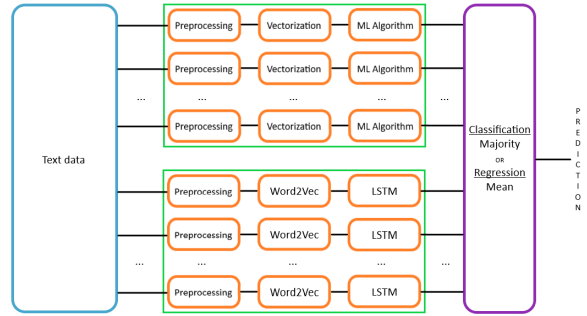 Text data
Preprocessing Vectorization ML Algorithm
Preprocessing Vectorization ML Algorithm
... ... ... ... ...
Preprocessing Vectorization ML Algorithm
Preprocessing Word2Vec LSTM
Preprocessing Word2Vec LSTM
... ... ... ... ...
Preprocessing Word2Vec LSTM
Classification
Majority
OR
Regression
Mean
PREDICTION